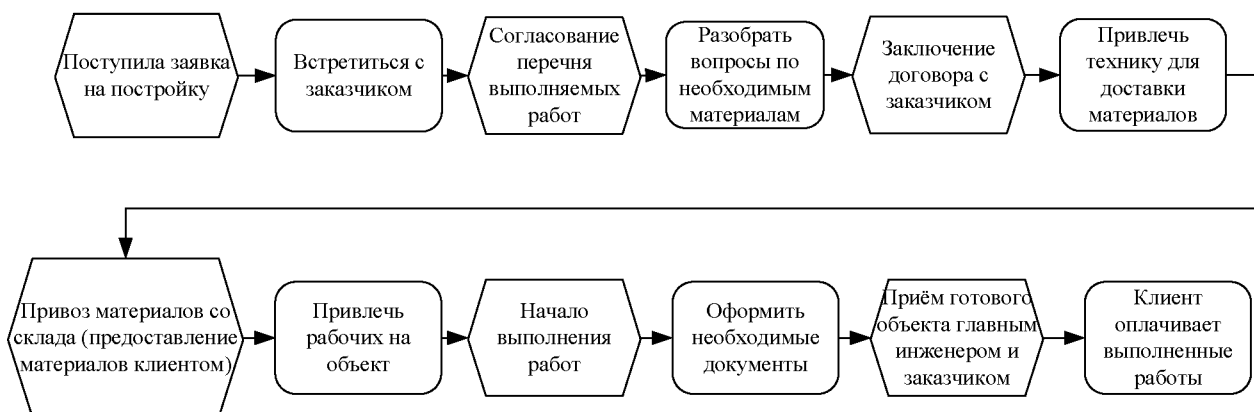 Поступила заявка
на постройку
Встретиться с
заказчиком
Согласование
перечня
выполняемых
работ
Разобрать
вопросы по
необходимым
материалам
Заключение
договора с
заказчиком
Привлечь
технику для
доставки
материалов
Привоз материалов со
склада (предоставление
материалов клиентом)
Привлечь
рабочих на
объект
Начало
выполнения
работ
Оформить
необходимые
документы
Приём готового
объекта главным
инженером и
заказчиком
Клиент
оплачивает
выполненные
работы